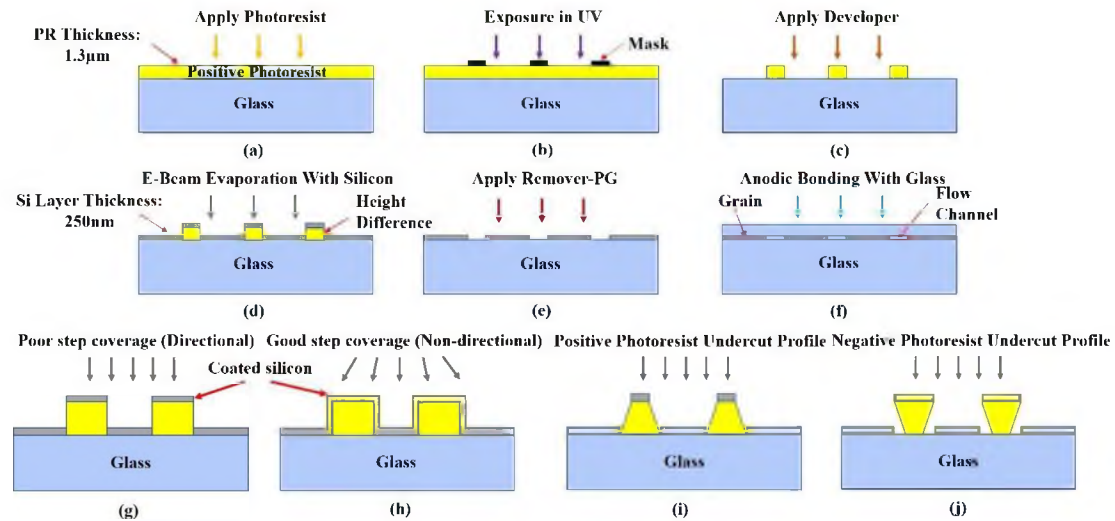 Apply Photoresist
PR Thickness:
1.3µm
Positive Photoresist
Glass
(a)
Exposure in UV
Mask
Glass
(b)
Apply Developer
Glass
(c)
E-Beam Evaporation With Silicon
Si Layer Thickness:
250nm
Height
Difference
Glass
(d)
Apply Remover-PG
Glass
(e)
Anodic Bonding With Glass
Grain
Flow
Channel
Glass
(f)
Poor step coverage (Directional)
Coated silicon
Glass
(g)
Good step coverage (Non-directional)
Glass
(h)
Positive Photoresist Undercut Profile
Glass
(i)
Negative Photoresist Undercut Profile
Glass
(j)